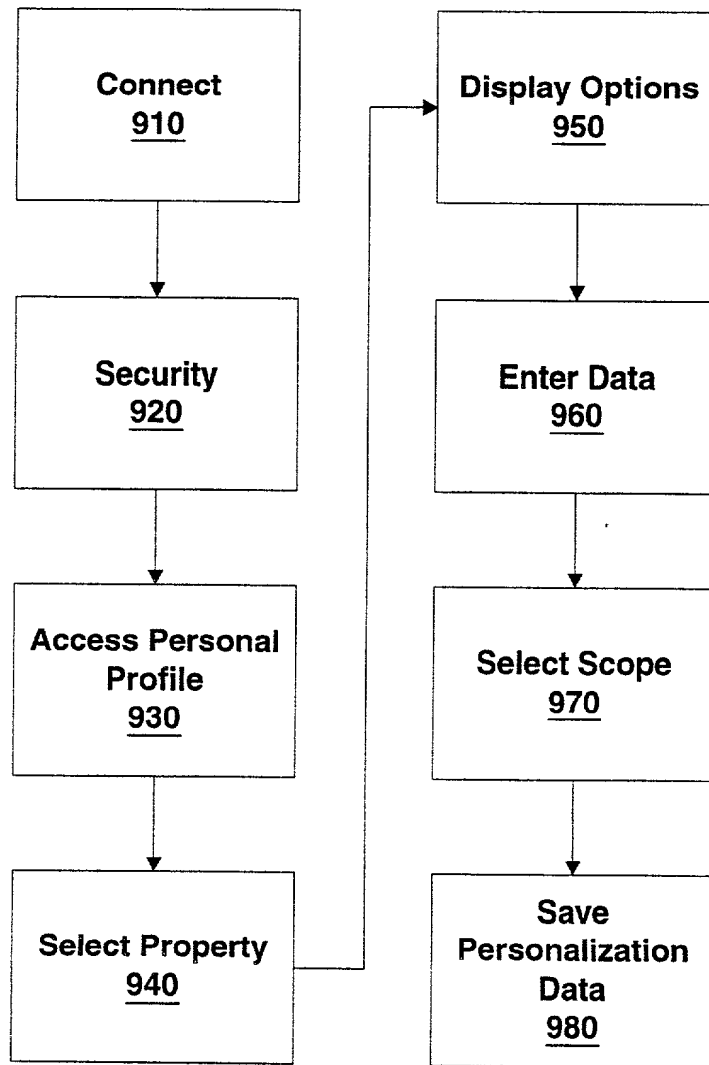 Connect
910
Security
920
Access Personal
Profile
930
Select Property
940
Display Options
950
Enter Data
960
Select Scope
970
Save
Personalization
Data
980